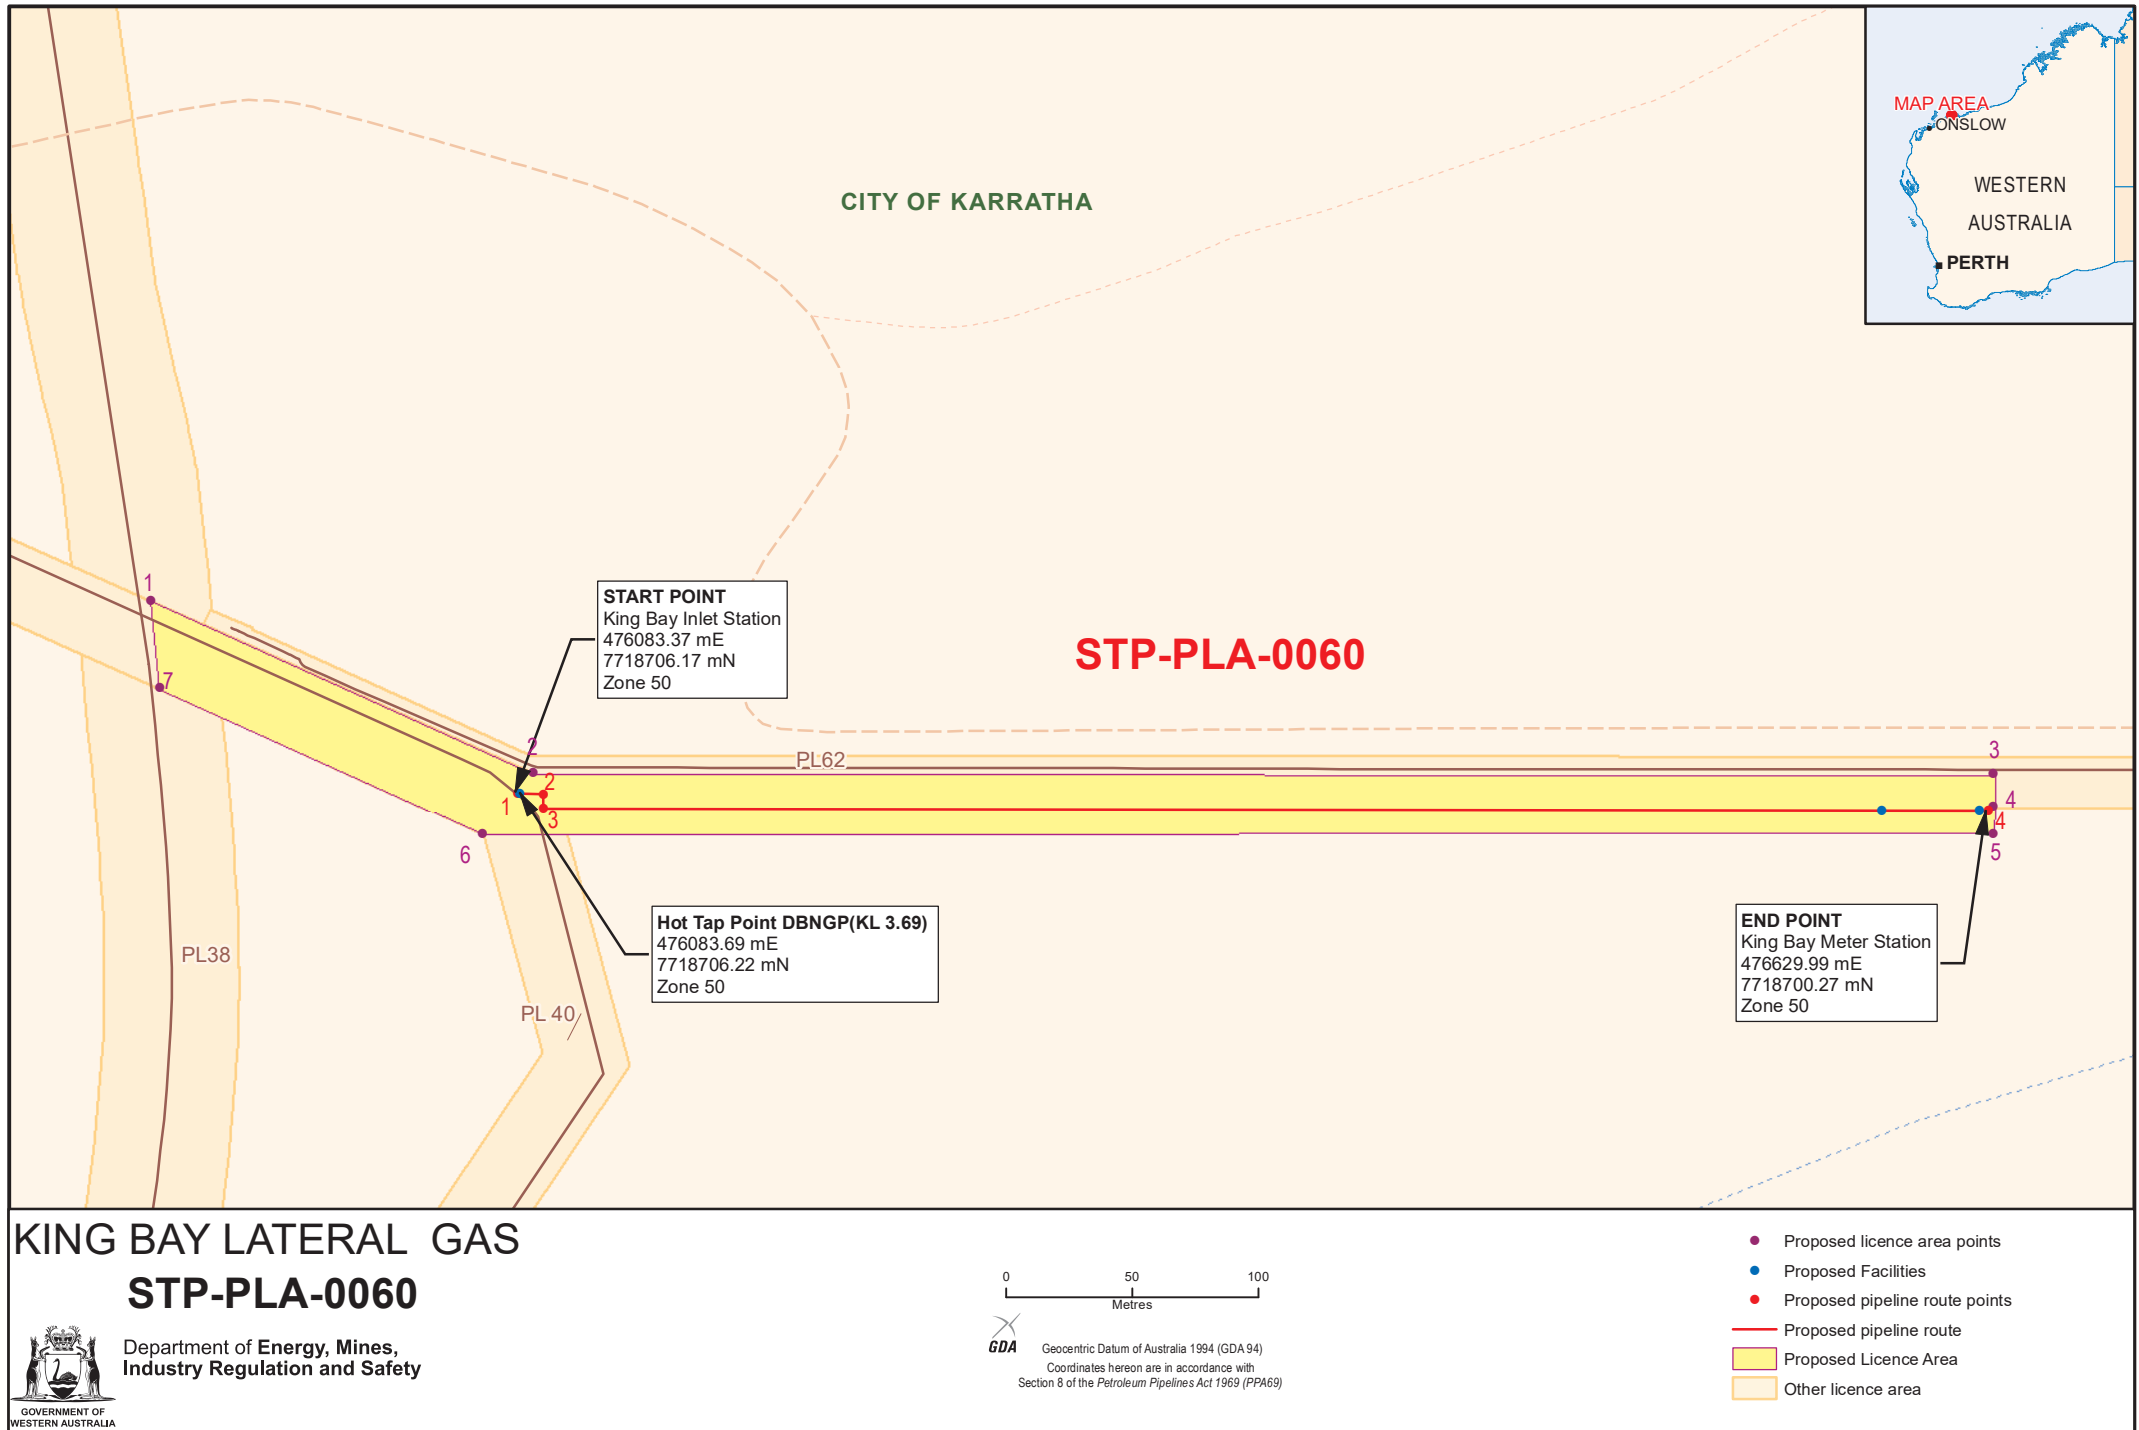 CITY OF KARRATHA
MAP AREA
ONSLOW
WESTERN
AUSTRALIA
PERTH
1
7
START POINT
King Bay Inlet Station
476083.37 mE
7718706.17 mN
Zone 50
STP-PLA-0060
2
PL62
3
2
1
3
4
4
6
5
Hot Tap Point DBNGP(KL 3.69)
476083.69 mE
7718706.22 mN
Zone 50
END POINT
King Bay Meter Station
476629.99 mE
7718700.27 mN
Zone 50
PL38
PL 40
KING BAY LATERAL GAS
STP-PLA-0060
Department of Energy, Mines,
Industry Regulation and Safety
GOVERNMENT OF
WESTERN AUSTRALIA
0 50 100
Metres
GDA
Geocentric Datum of Australia 1994 (GDA 94)
Coordinates hereon are in accordance with
Section 8 of the Petroleum Pipelines Act 1969 (PPA69)
Proposed licence area points
Proposed Facilities
Proposed pipeline route points
Proposed pipeline route
Proposed Licence Area
Other licence area